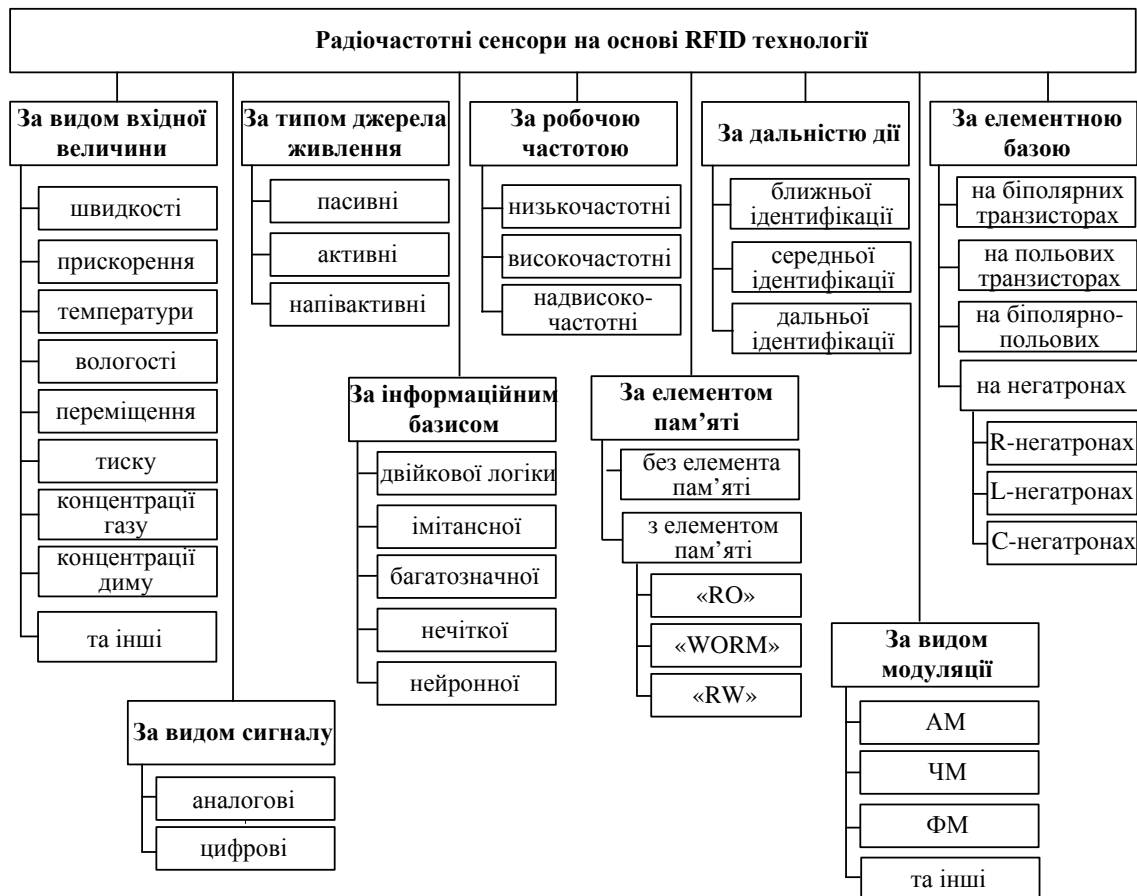 Радіочастотні сенсори на основі RFID технології
За видом вхідної
величини
швидкості
прискорення
температури
вологості
переміщення
тиску
концентрації
газу
концентрації
диму
та інші
За видом сигналу
аналогові
цифрові
За типом джерела
живлення
пасивні
активні
напівактивні
За інформаційним
базисом
двійкової логіки
імітансної
багатозначної
нечіткої
нейронної
За робочою
частотою
низькочастотні
високочастотні
надвисоко-
частотні
За елементом
пам’яті
без елемента
пам’яті
з елементом
пам’яті
«RO»
«WORM»
«RW»
За дальністю дії
ближньої
ідентифікації
середньої
ідентифікації
дальньої
ідентифікації
За видом
модуляції
АМ
ЧМ
ФМ
та інші
За елементною
базою
на біполярних
транзисторах
на польових
транзисторах
на біполярно-
польових
на негатронах
R-негатронах
L-негатронах
C-негатронах